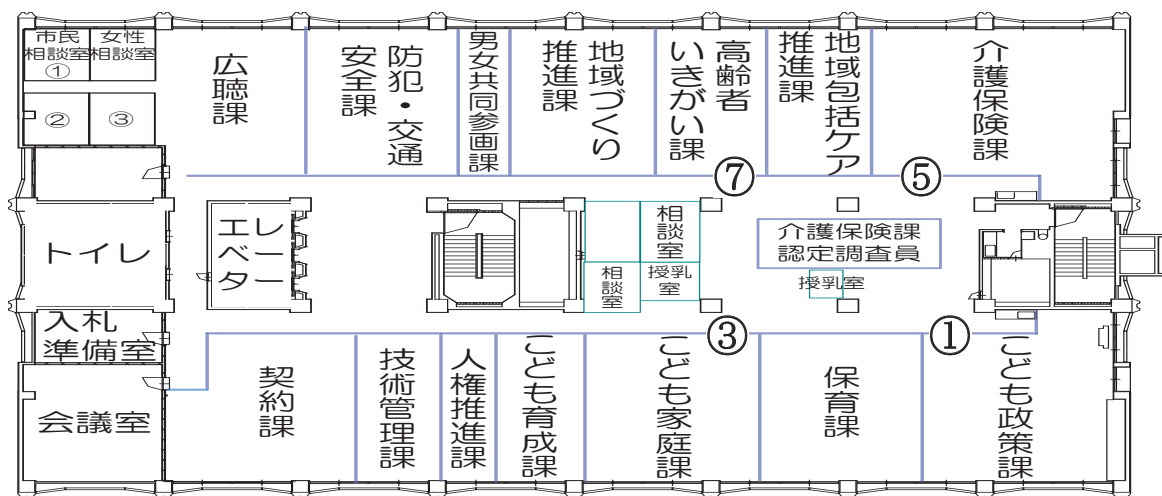 市民
相談室
①
女性
相談室
②
③
広聴課
防犯・交通
安全課
男女共同参画課
地域づくり
推進課
高齢者
いきがい課
地域包括ケア
推進課
介護保険課
⑦
⑤
トイレ
エレ
ベー
ター
相談室
相談室
授乳
室
介護保険課
認定調査員
授乳室
入札
準備室
会議室
③
①
契約課
技術管理課
人権推進課
こども育成課
こども家庭課
保育課
こども政策課